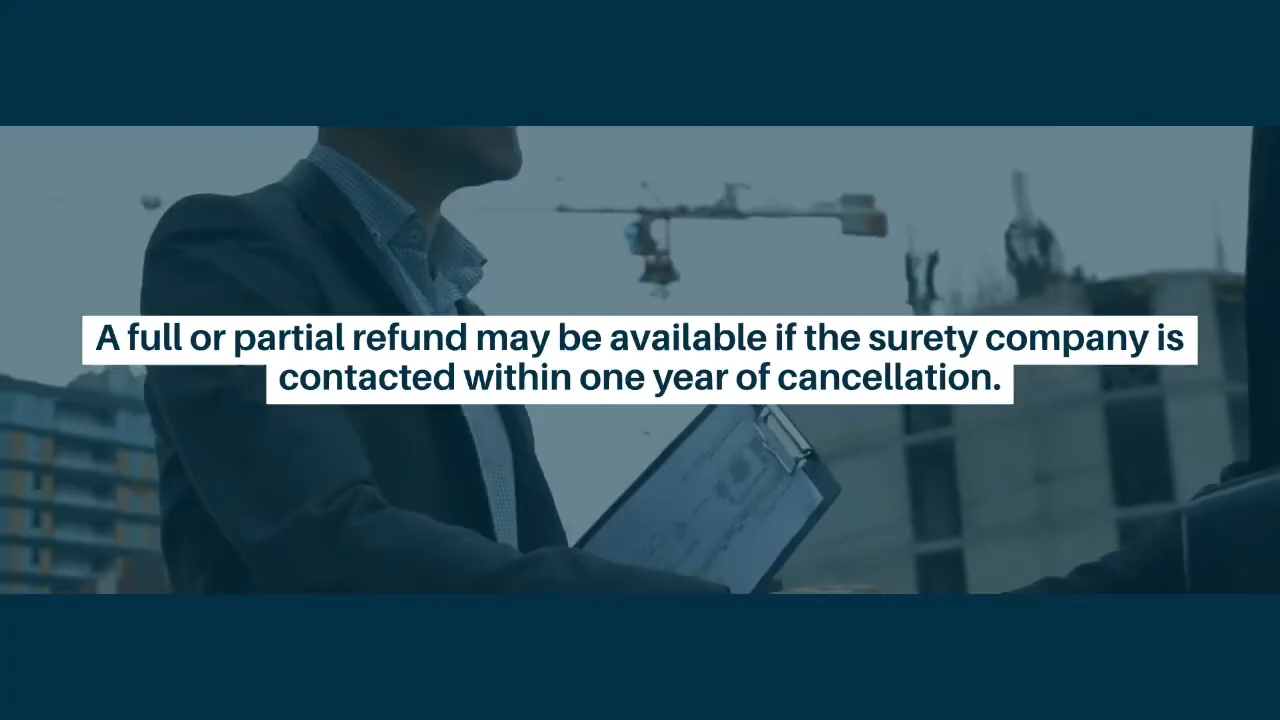 A full or partial refund may be available if the surety company is
contacted within one year of cancellation.